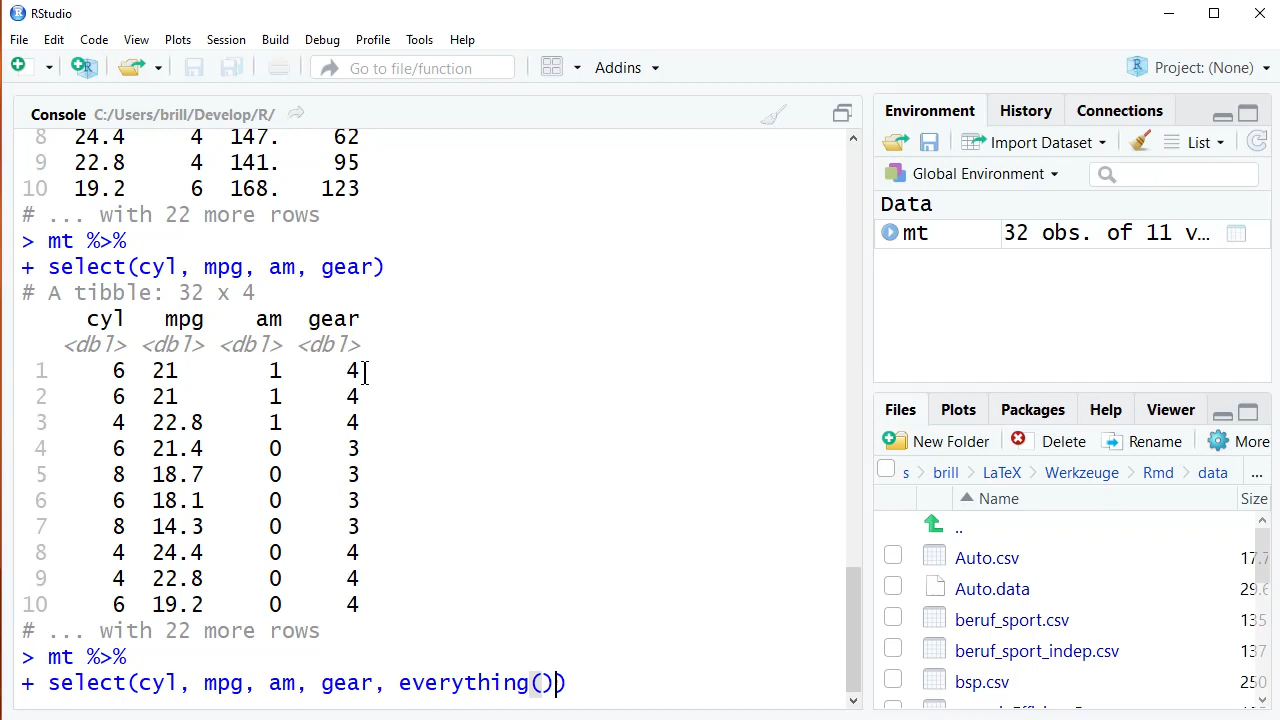 RStudio
File Edit Code View Plots Session Build Debug Profile Tools Help
Go to file/function Addins Project: (None)
Console C:/Users/brill/Develop/R/
8 24.4 4 147. 62
9 22.8 4 141. 95
10 19.2 6 168. 123
# ... with 22 more rows
> mt %>%
+ select(cyl, mpg, am, gear)
# A tibble: 32 x 4
cyl mpg am gear
<dbl> <dbl> <dbl> <dbl>
1 6 21 1 4
2 6 21 1 4
3 4 22.8 1 4
4 6 21.4 0 3
5 8 18.7 0 3
6 6 18.1 0 3
7 8 14.3 0 3
8 4 24.4 0 4
9 4 22.8 0 4
10 6 19.2 0 4
# ... with 22 more rows
> mt %>%
+ select(cyl, mpg, am, gear, everything())
Environment History Connections
Import Dataset List
Global Environment
Data
mt 32 obs. of 11 v...
Files Plots Packages Help Viewer
New Folder Delete Rename More
s brill LaTeX Werkzeuge Rmd data ...
Name Size
..
Auto.csv 17.7
Auto.data 29.6
beruf_sport.csv 135
beruf_sport_indep.csv 137
bsp.csv 250